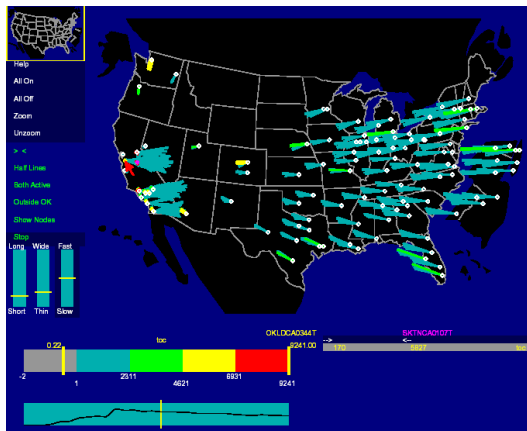 Help
All On
All Off
Zoom
Unzoom
> <
Half Lines
Both Active
Outside OK
Show Nodes
Stop
Long Wide Fast
Short Thin Slow
OKLDCA0344T SKTNCA0107T
0.22 toc 9241.00
170 5827 toc
-2 2311 6931
1 4621 9241